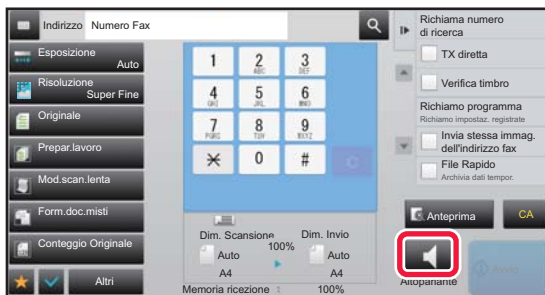 Indirizzo Numero Fax
Esposizione
Auto
Risoluzione
Super Fine
Originale
Prepar.lavoro
Mod.scan.lenta
Form.doc.misti
Conteggio Originale
Altri
1
2
ABC
3
DEF
4
GHI
5
JKL
6
MNO
7
PQRS
8
TUV
9
WXYZ
0
#
C
Dim. Scansione
100%
Dim. Invio
Auto
A4
Auto
A4
Memoria ricezione : 100%
Richiama numero
di ricerca
TX diretta
Verifica timbro
Richiamo programma
Richiamo impostaz. registrate
Invia stessa immag.
dell'indirizzo fax
File Rapido
Archivia dati tempor.
Anteprima
CA
Altoparlante
Avvio